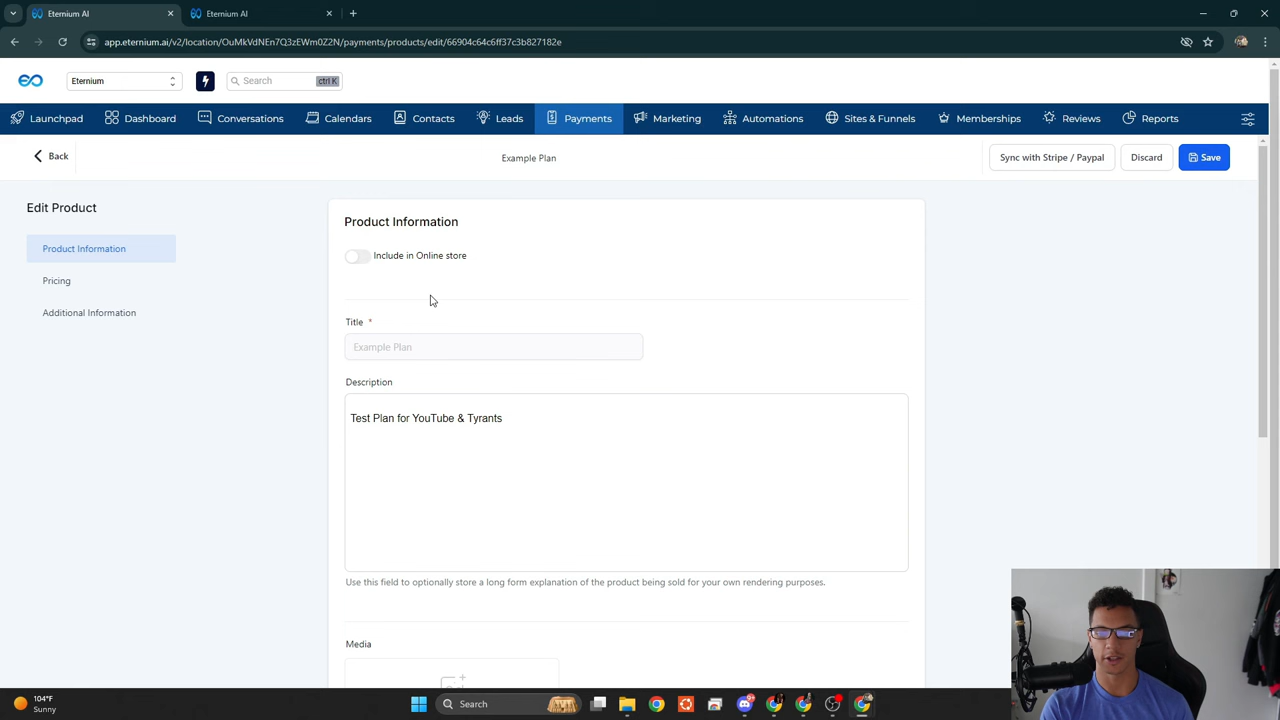 Eternium AI
Eternium AI
app.eternium.ai/v2/location/OuMkVdNEn7Q3zEWm0Z2N/payments/products/edit/66904c64c6ff37c3b827182e
Eternium
Search
ctrl K
Launchpad
Dashboard
Conversations
Calendars
Contacts
Leads
Payments
Marketing
Automations
Sites & Funnels
Memberships
Reviews
Reports
Back
Example Plan
Sync with Stripe / Paypal
Discard
Save
Edit Product
Product Information
Pricing
Additional Information
Product Information
Include in Online store
Title *
Example Plan
Description
Test Plan for YouTube & Tyrants
Use this field to optionally store a long form explanation of the product being sold for your own rendering purposes.
Media
104°F
Sunny
Search